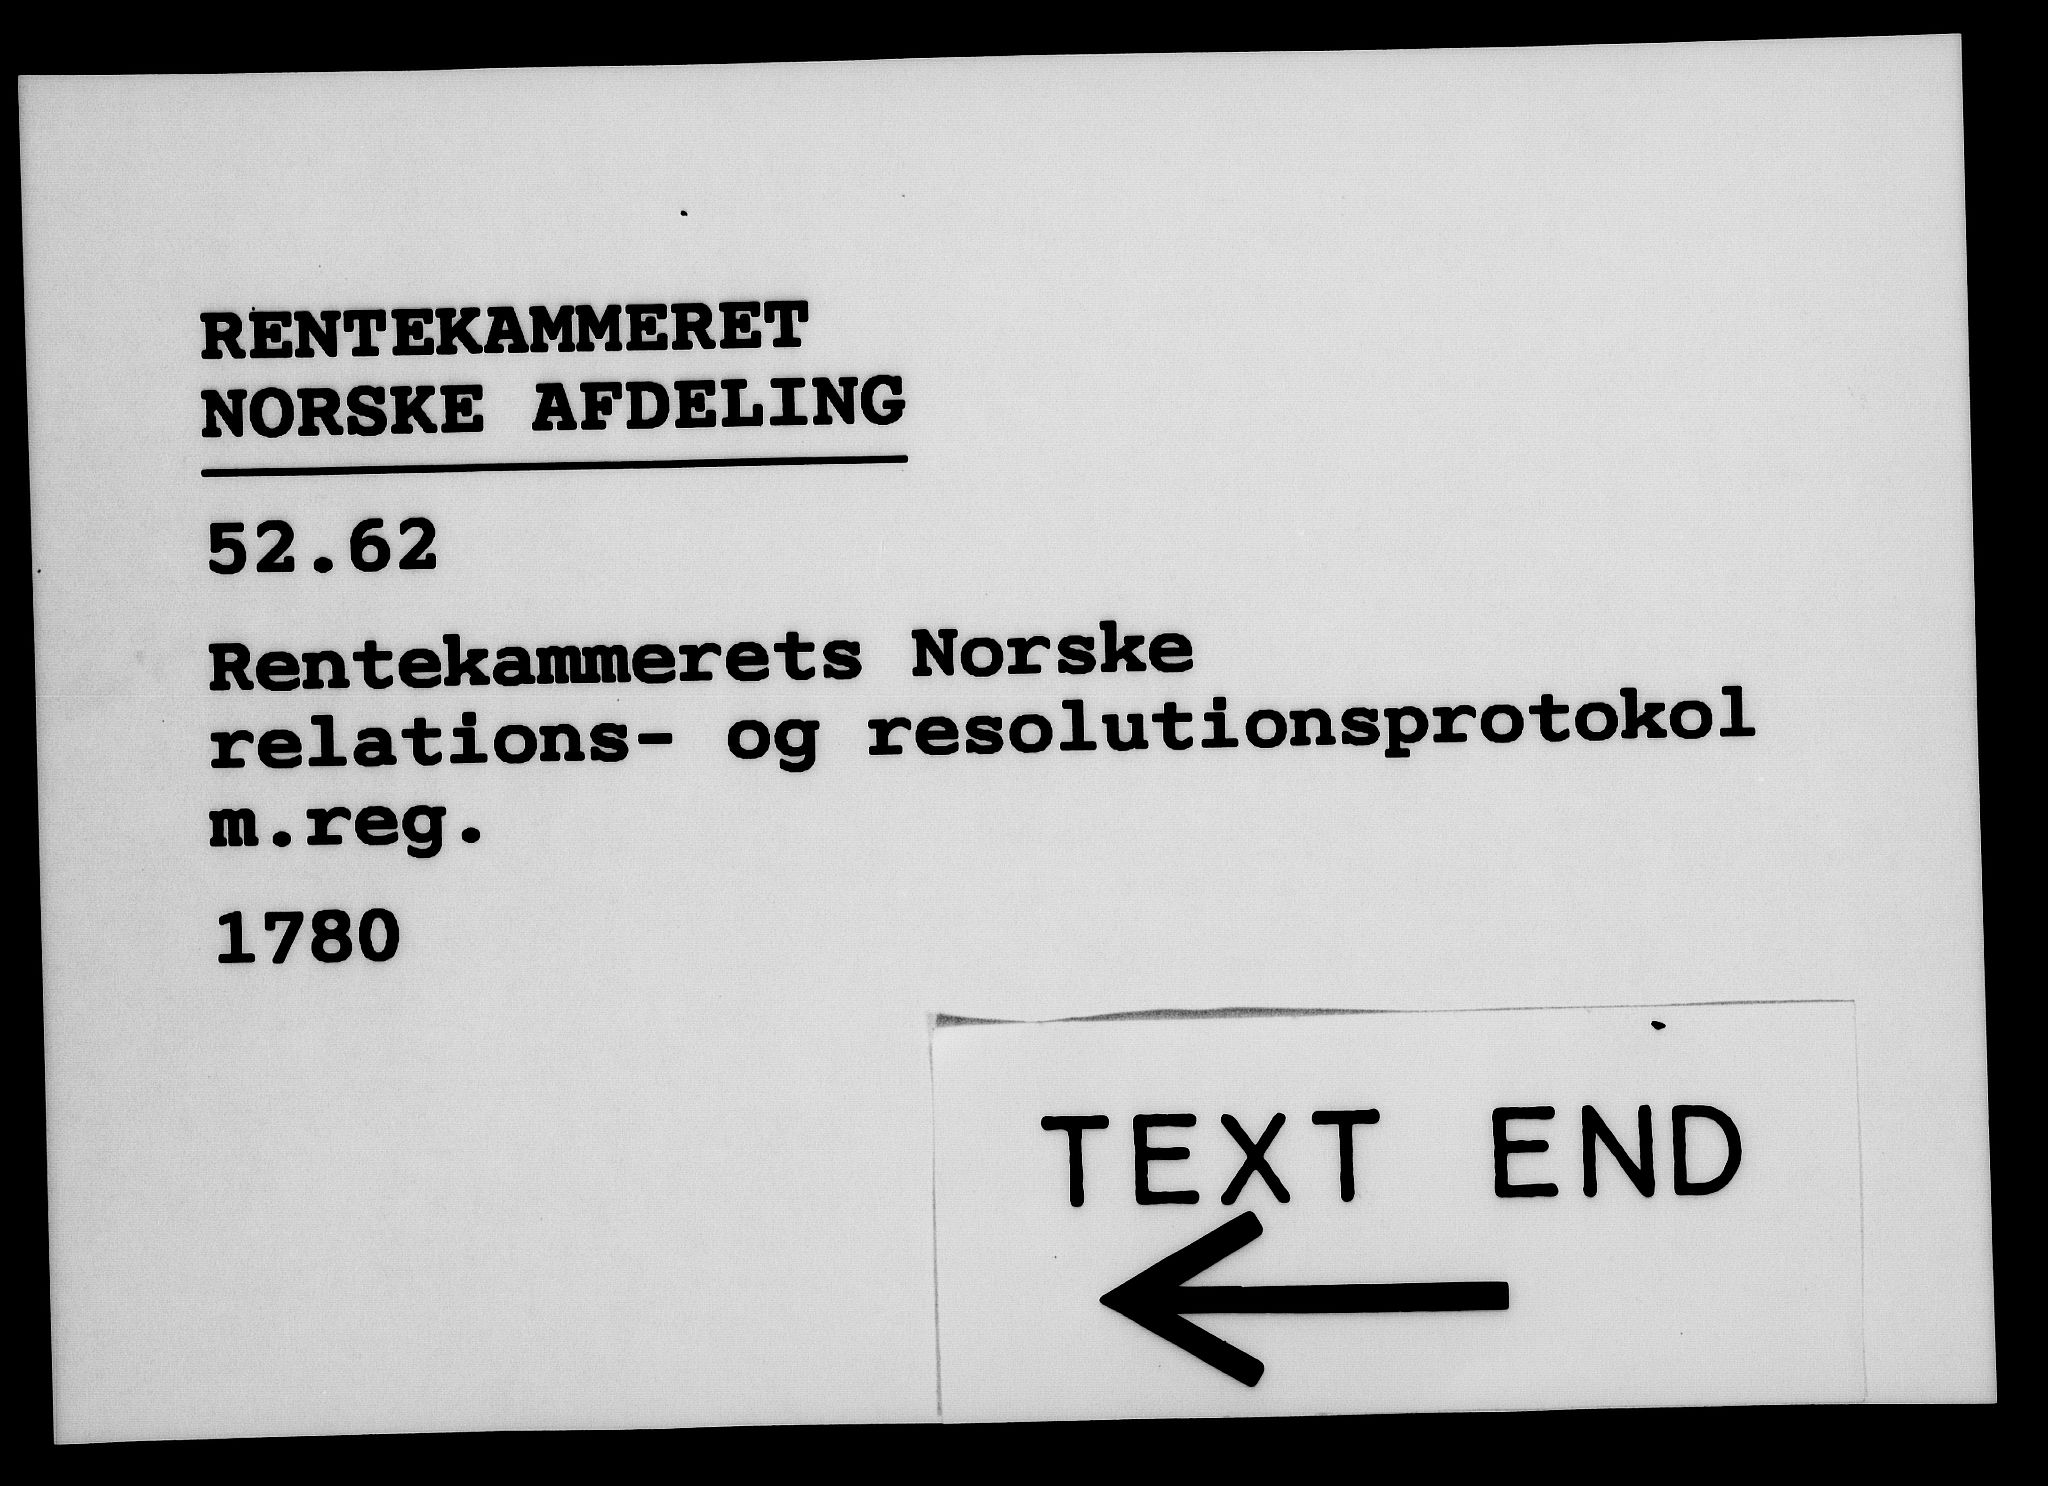 RENTEKAMMERET
NORSKE AFDELING
52.62
Rentekammerets Norske
relations- og resolutionsprotokol
m.reg.
1780
TEXT END